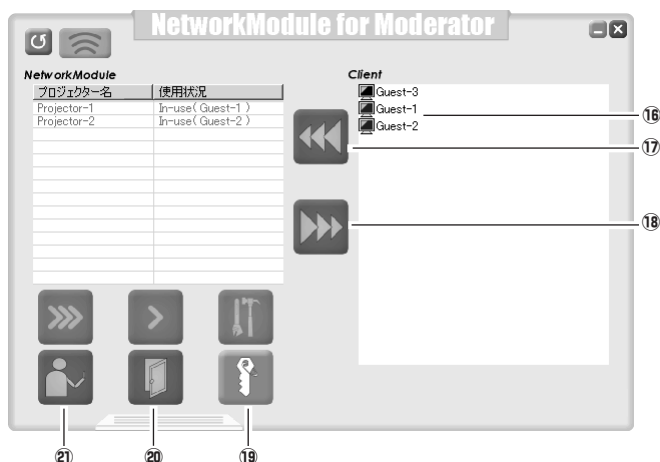 NetworkModule for Moderator
NetworkModule
プロジェクター名 使用状況
Projector-1 In-use( Guest-1 )
Projector-2 In-use( Guest-2 )
Client
Guest-3
Guest-1
Guest-2
⑯
⑰
⑱
㉑ ⑳ ⑲